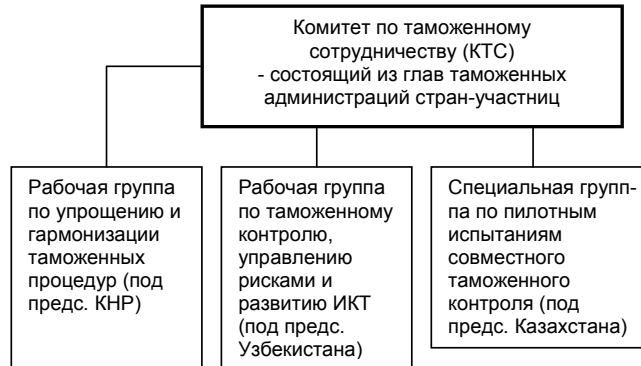 Комитет по таможенному
сотрудничеству (КТС)
- состоящий из глав таможенных
администраций стран-участниц
Рабочая группа
по упрощению и
гармонизации
таможенных
процедур (под
предс. КНР)
Рабочая группа
по таможенному
контролю,
управлению
рисками и
развитию ИКТ
(под предс.
Узбекистана)
Специальная груп-
па по пилотным
испытаниям
совместного
таможенного
контроля (под
предс. Казахстана)